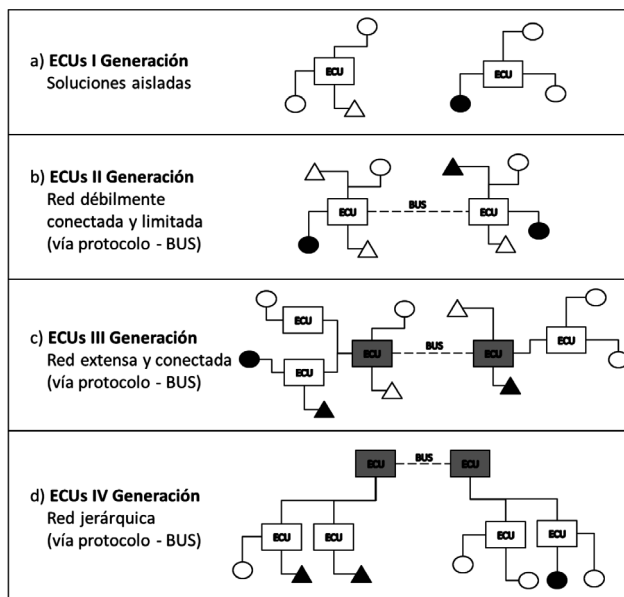 a) ECUs I Generación
Soluciones aisladas
ECU
ECU
b) ECUs II Generación
Red débilmente
conectada y limitada
(vía protocolo - BUS)
ECU
BUS
ECU
c) ECUs III Generación
Red extensa y conectada
(vía protocolo - BUS)
ECU
ECU
ECU
BUS
ECU
ECU
d) ECUs IV Generación
Red jerárquica
(vía protocolo - BUS)
ECU
BUS
ECU
ECU
ECU
ECU
ECU